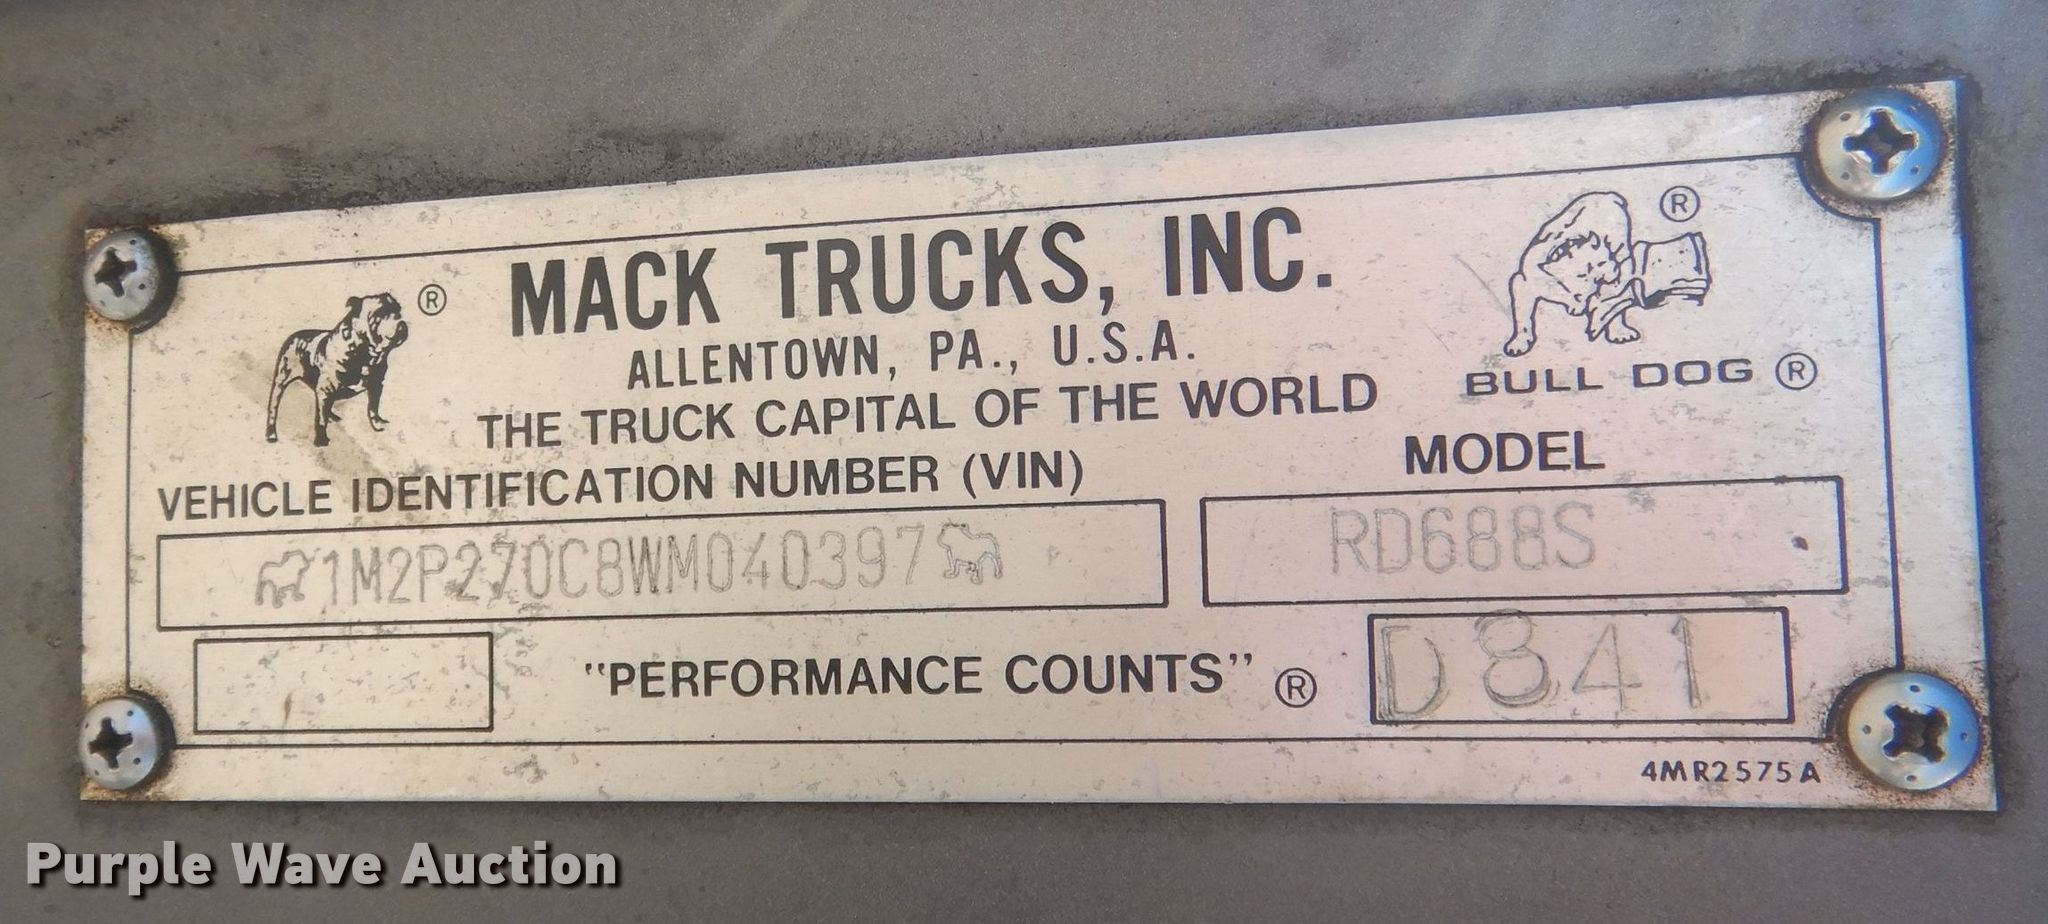 MACK TRUCKS, INC.
ALLENTOWN, PA., U.S.A.
THE TRUCK CAPITAL OF THE WORLD
®
®
BULL DOG ®
VEHICLE IDENTIFICATION NUMBER (VIN)
1M2P270C8WM040397
MODEL
RD688S
"PERFORMANCE COUNTS" ®
D841
4MR2575A
Purple Wave Auction